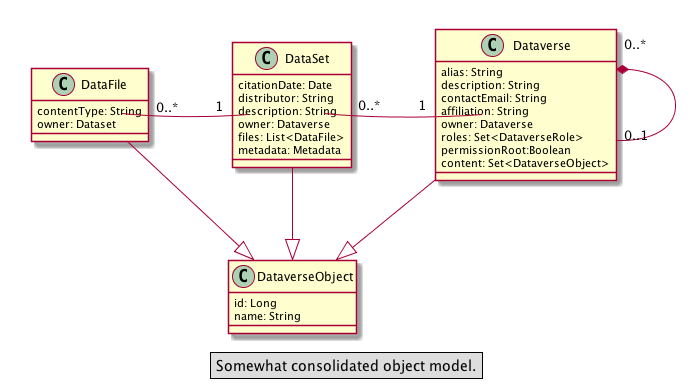 C DataFile
contentType: String
owner: Dataset
0..*
1
C DataSet
citationDate: Date
distributor: String
description: String
owner: Dataverse
files: List<DataFile>
metadata: Metadata
0..*
1
C Dataverse
alias: String
description: String
contactEmail: String
affiliation: String
owner: Dataverse
roles: Set<DataverseRole>
permissionRoot:Boolean
content: Set<DataverseObject>
0..*
0..1
C DataverseObject
id: Long
name: String
Somewhat consolidated object model.